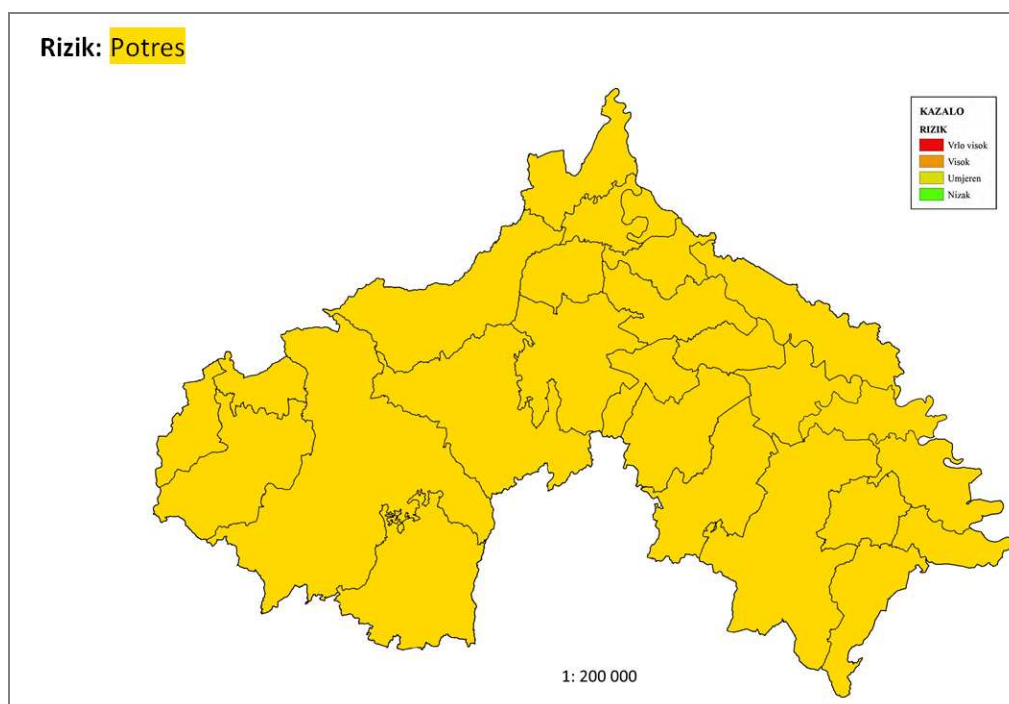 Rizik: Potres
KAZALO
RIZIK
Vrlo visok
Visok
Umjeren
Nizak
1: 200 000